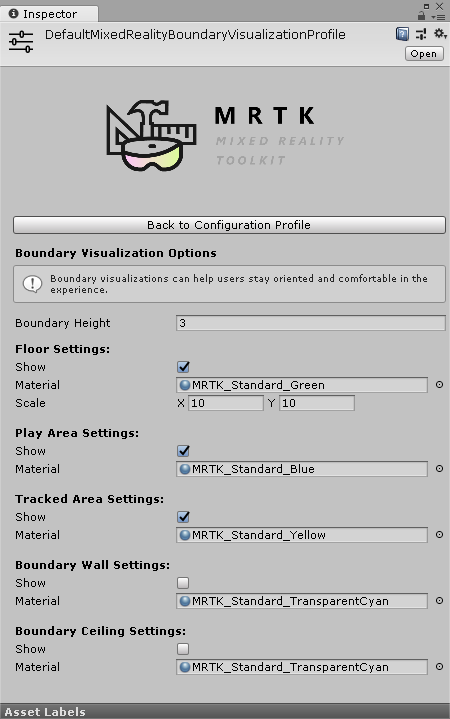 Inspector
DefaultMixedRealityBoundaryVisualizationProfile
Open
MRTK
MIXED REALITY
TOOLKIT
Back to Configuration Profile
Boundary Visualization Options
Boundary visualizations can help users stay oriented and comfortable in the
experience.
Boundary Height 3
Floor Settings:
Show
Material MRTK_Standard_Green
Scale X 10 Y 10
Play Area Settings:
Show
Material MRTK_Standard_Blue
Tracked Area Settings:
Show
Material MRTK_Standard_Yellow
Boundary Wall Settings:
Show
Material MRTK_Standard_TransparentCyan
Boundary Ceiling Settings:
Show
Material MRTK_Standard_TransparentCyan
Asset Labels